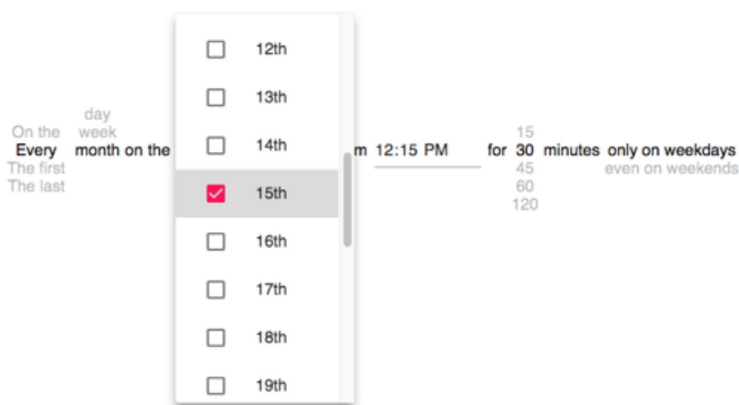 12th
13th
day
On the week 15
Every month on the 14th m 12:15 PM for 30 minutes only on weekdays
The first 45 even on weekends
The last 15th 60
120
16th
17th
18th
19th